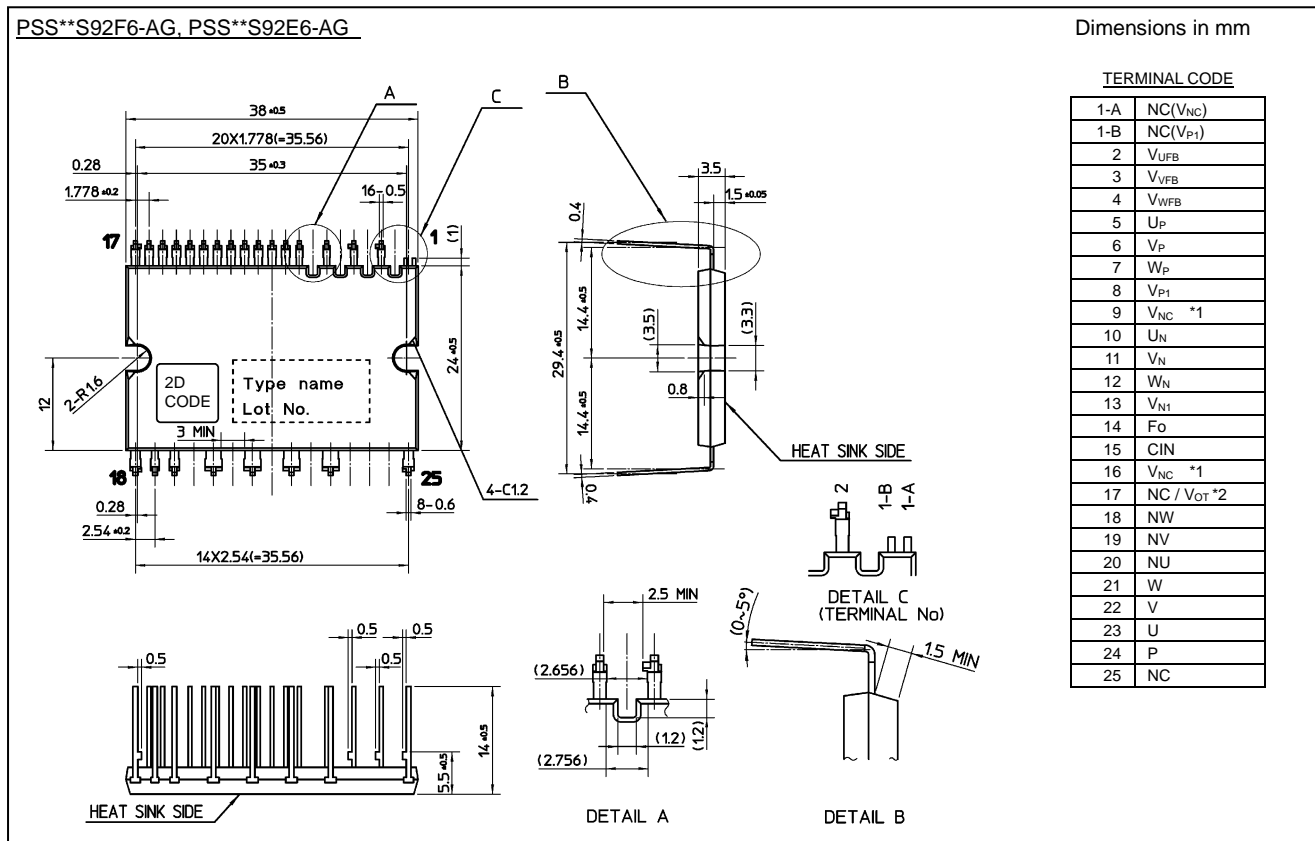 PSS**S92F6-AG, PSS**S92E6-AG
Dimensions in mm
TERMINAL CODE
1-A NC(VNC)
1-B NC(VP1)
2 VUFB
3 VVFB
4 VWFB
5 UP
6 VP
7 WP
8 VP1
9 VNC *1
10 UN
11 VN
12 WN
13 VN1
14 Fo
15 CIN
16 VNC *1
17 NC / VOT *2
18 NW
19 NV
20 NU
21 W
22 V
23 U
24 P
25 NC
A
C
B
38 ±0.5
20X1.778(=35.56)
0.28
35 ±0.3
1.778 ±0.2
16-0.5
17
1
(1)
24 ±0.5
12
2-R1.6
2D
CODE
Type name
Lot No.
3 MIN
18
25
4-C1.2
0.28
8-0.6
2.54 ±0.2
14X2.54(=35.56)
3.5
1.5 ±0.05
0.4
29.4 ±0.5
14.4 ±0.5
14.4 ±0.5
(3.5)
(3.3)
0.8
0.4
HEAT SINK SIDE
2
1-B
1-A
DETAIL C
(TERMINAL No)
0.5
0.5
0.5
0.5
5.5 ±0.5
14 ±0.5
HEAT SINK SIDE
2.5 MIN
(2.656)
(1.2)
(1.2)
(2.756)
DETAIL A
(0~5°)
1.5 MIN
DETAIL B